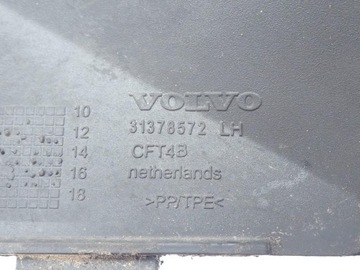 VOLVO
31378572 LH
CFT4B
netherlands
>PP/TPE<
10
12
14
16
18